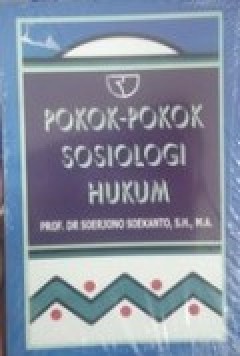 POKOK-POKOK
SOSIOLOGI
HUKUM
PROF. DR SOERJONO SOEKANTO, S.H., M.A.